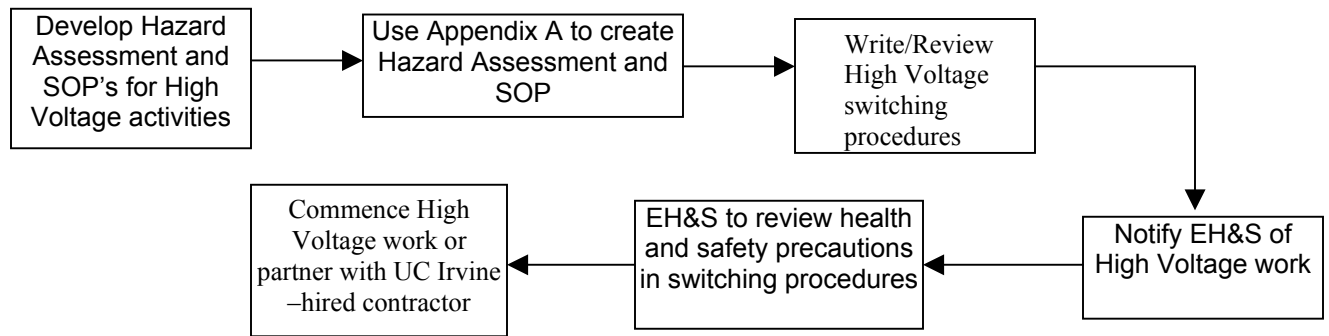 Develop Hazard
Assessment and
SOP's for High
Voltage activities
Use Appendix A to create
Hazard Assessment and
SOP
Write/Review
High Voltage
switching
procedures
Notify EH&S of
High Voltage work
EH&S to review health
and safety precautions
in switching procedures
Commence High
Voltage work or
partner with UC Irvine
–hired contractor